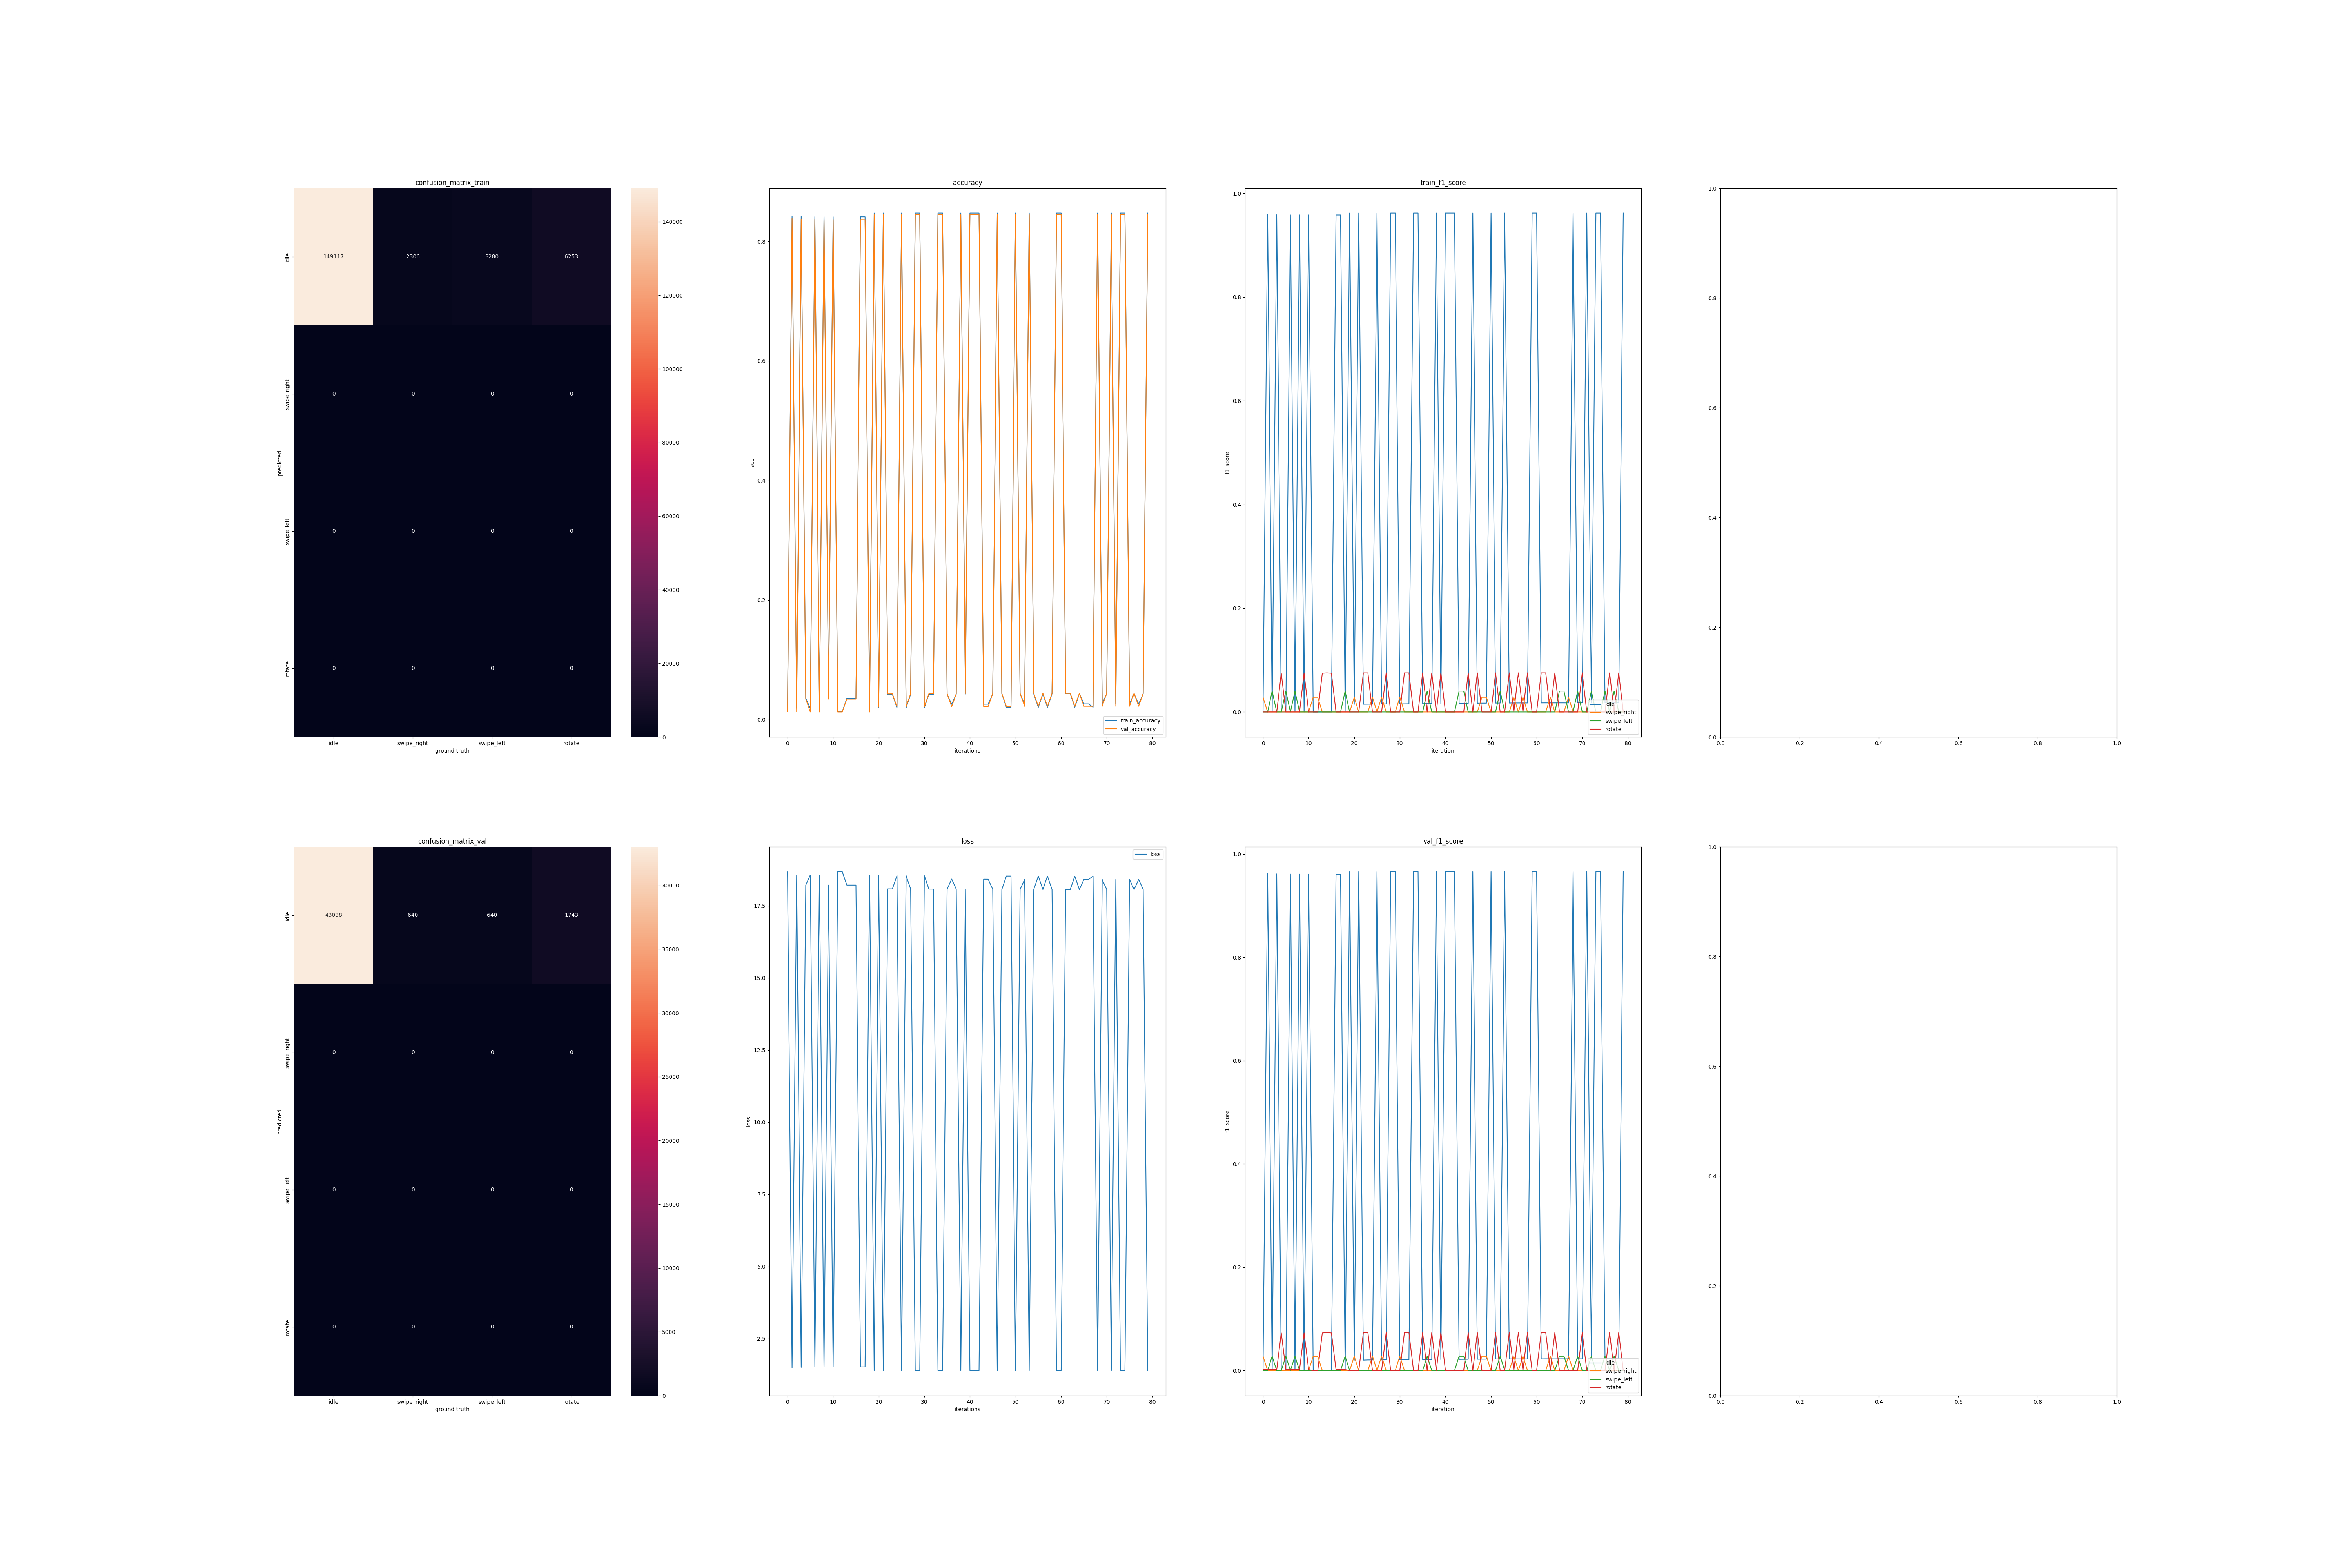 confusion_matrix_train
idle
149117 2306 3280 6253
swipe_right
0 0 0 0
swipe_left
0 0 0 0
rotate
0 0 0 0
predicted
idle swipe_right swipe_left rotate
ground truth
140000
120000
100000
80000
60000
40000
20000
0
accuracy
acc
0.8
0.6
0.4
0.2
0.0
0 10 20 30 40 50 60 70 80
iterations
train_accuracy
val_accuracy
train_f1_score
f1_score
1.0
0.8
0.6
0.4
0.2
0.0
0 10 20 30 40 50 60 70 80
iteration
idle
swipe_right
swipe_left
rotate
1.0
0.8
0.6
0.4
0.2
0.0
0.0 0.2 0.4 0.6 0.8 1.0
confusion_matrix_val
idle
43038 640 640 1743
swipe_right
0 0 0 0
swipe_left
0 0 0 0
rotate
0 0 0 0
predicted
idle swipe_right swipe_left rotate
ground truth
40000
35000
30000
25000
20000
15000
10000
5000
0
loss
loss
17.5
15.0
12.5
10.0
7.5
5.0
2.5
0 10 20 30 40 50 60 70 80
iterations
loss
val_f1_score
f1_score
1.0
0.8
0.6
0.4
0.2
0.0
0 10 20 30 40 50 60 70 80
iteration
idle
swipe_right
swipe_left
rotate
1.0
0.8
0.6
0.4
0.2
0.0
0.0 0.2 0.4 0.6 0.8 1.0